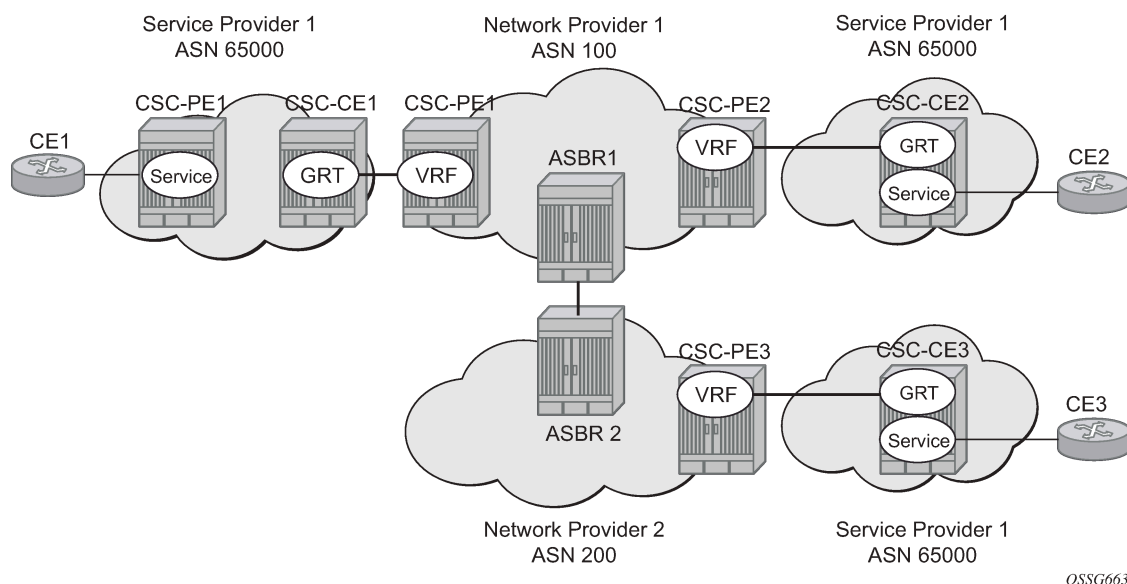 Service Provider 1
ASN 65000
Network Provider 1
ASN 100
Service Provider 1
ASN 65000
CSC-PE1
CSC-CE1
CSC-PE1
CSC-PE2
CSC-CE2
CE1
Service
GRT
VRF
ASBR1
VRF
GRT
Service
CE2
CSC-PE3
CSC-CE3
VRF
GRT
ASBR 2
Service
CE3
Network Provider 2
ASN 200
Service Provider 1
ASN 65000
OSSG663